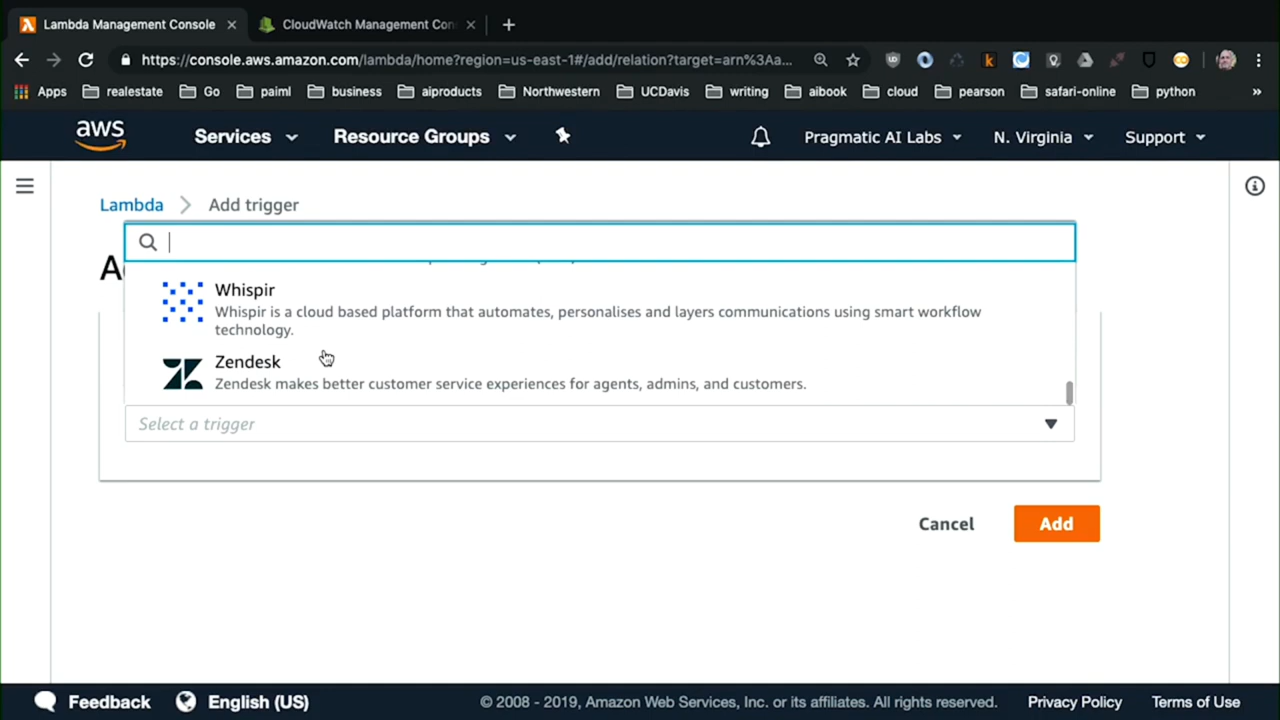 Lambda Management Console
CloudWatch Management Con
https://console.aws.amazon.com/lambda/home?region=us-east-1#/add/relation?target=arn%3Aa...
Apps realestate Go paiml business aiproducts Northwestern UCDavis writing aibook cloud pearson safari-online python »
aws Services Resource Groups Pragmatic AI Labs N. Virginia Support
Lambda Add trigger
A
Whispir
Whispir is a cloud based platform that automates, personalises and layers communications using smart workflow
technology.
Zendesk
Zendesk makes better customer service experiences for agents, admins, and customers.
Select a trigger
Cancel Add
Feedback English (US) © 2008 - 2019, Amazon Web Services, Inc. or its affiliates. All rights reserved. Privacy Policy Terms of Use